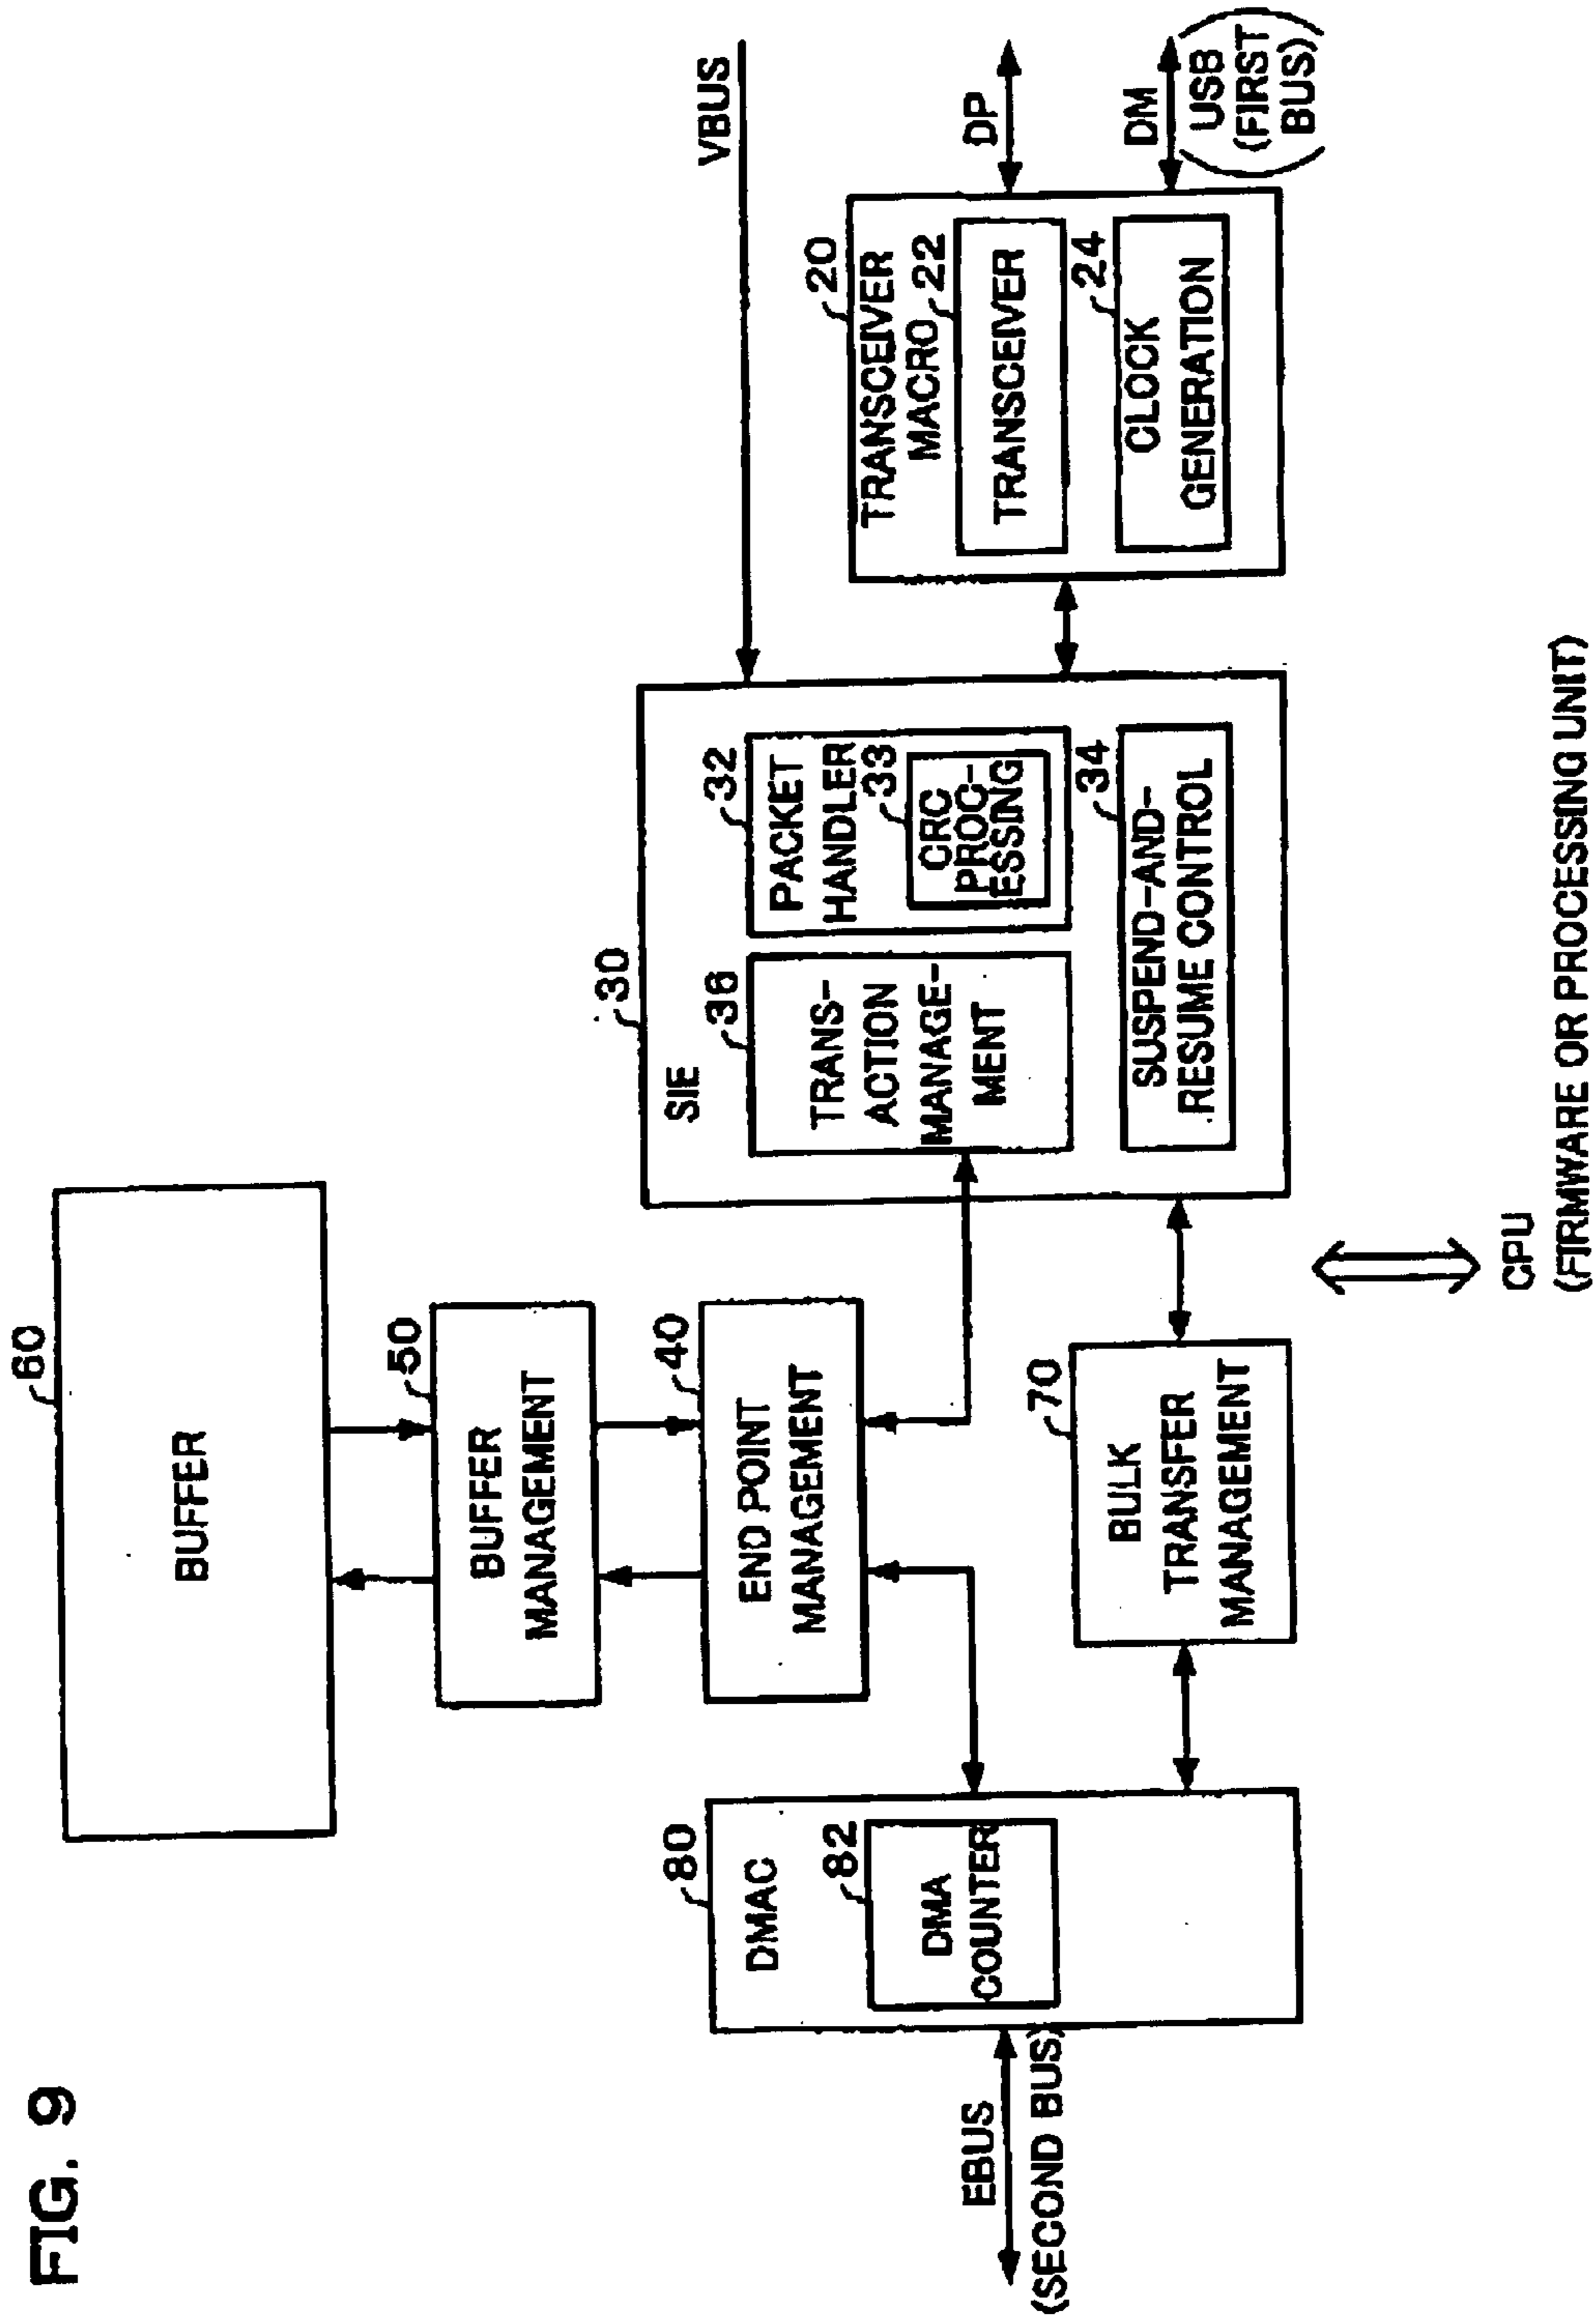 FIG. 9
60
BUFFER
50
BUFFER
MANAGEMENT
40
END POINT
MANAGEMENT
80
DMAC
82
DMA
COUNTER
EBUS
(SECOND BUS)
70
BULK
TRANSFER
MANAGEMENT
30
SIE
36
TRANS-
ACTION
MANAGE-
MENT
32
PACKET
HANDLER
33
CRC
PROC-
ESSING
34
SUSPEND-AND-
RESUME CONTROL
VBUS
20
TRANSCEIVER
MACRO
22
TRANSCEIVER
24
CLOCK
GENERATION
DP
DM
USB
(FIRST
BUS)
CPU
(FIRMWARE OR PROCESSING UNIT)